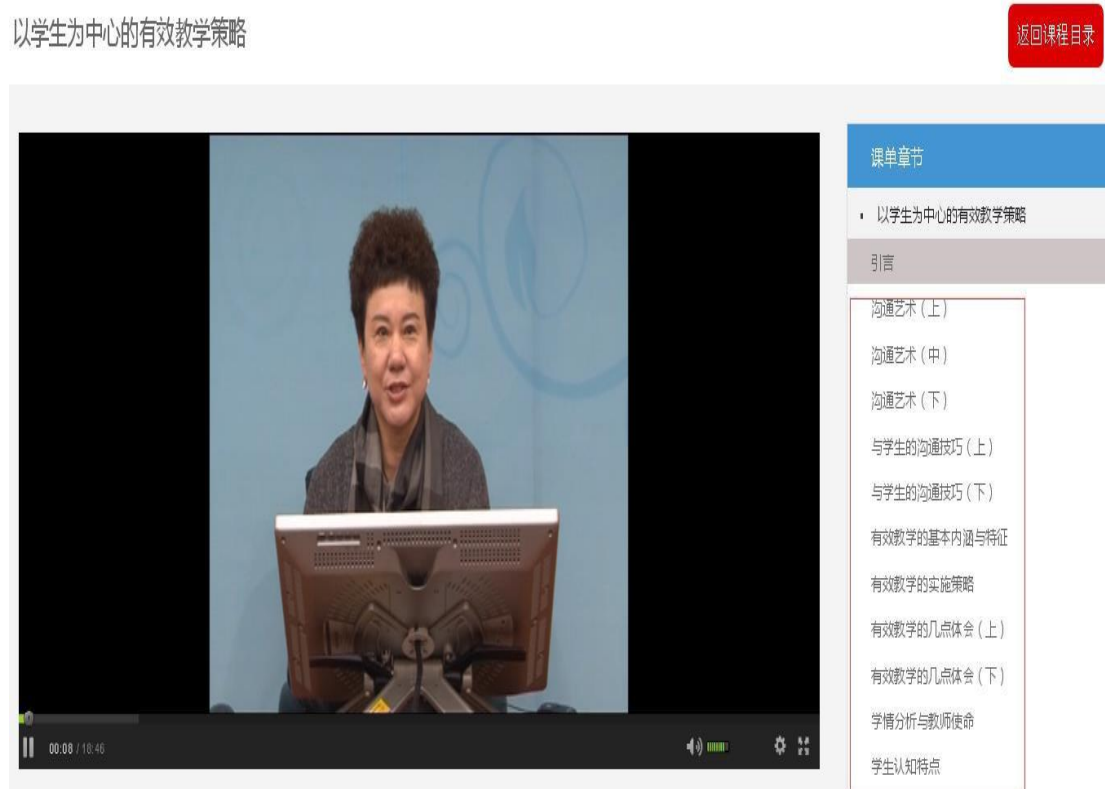 以学生为中心的有效教学策略
返回课程目录
课单章节
以学生为中心的有效教学策略
引言
沟通艺术（上）
沟通艺术（中）
沟通艺术（下）
与学生的沟通技巧（上）
与学生的沟通技巧（下）
有效教学的基本内涵与特征
有效教学的实施策略
有效教学的几点体会（上）
有效教学的几点体会（下）
学情分析与教师使命
学生认知特点
00:08 / 18:46